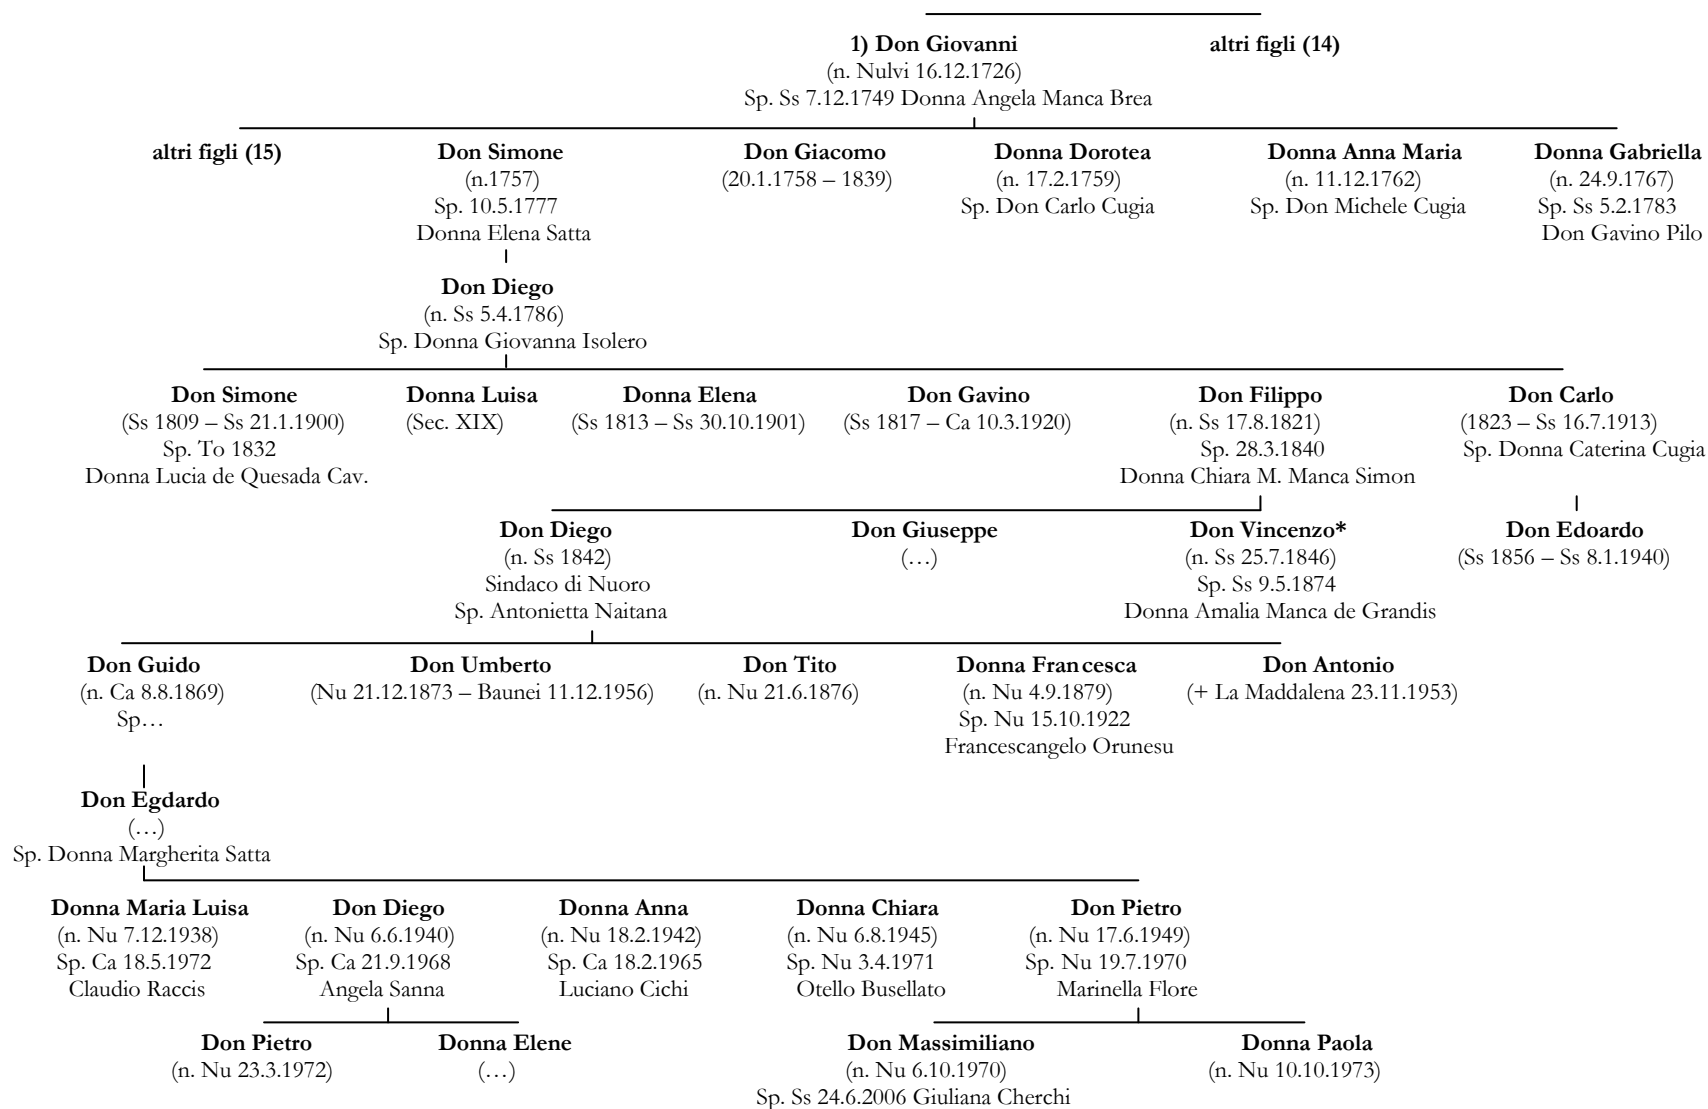 1) Don Giovanni
(n. Nulvi 16.12.1726)
Sp. Ss 7.12.1749 Donna Angela Manca Brea
altri figli (14)
altri figli (15)
Don Simone
(n.1757)
Sp. 10.5.1777
Donna Elena Satta
Don Giacomo
(20.1.1758 – 1839)
Donna Dorotea
(n. 17.2.1759)
Sp. Don Carlo Cugia
Donna Anna Maria
(n. 11.12.1762)
Sp. Don Michele Cugia
Donna Gabriella
(n. 24.9.1767)
Sp. Ss 5.2.1783
Don Gavino Pilo
Don Diego
(n. Ss 5.4.1786)
Sp. Donna Giovanna Isolero
Don Simone
(Ss 1809 – Ss 21.1.1900)
Sp. To 1832
Donna Lucia de Quesada Cav.
Donna Luisa
(Sec. XIX)
Donna Elena
(Ss 1813 – Ss 30.10.1901)
Don Gavino
(Ss 1817 – Ca 10.3.1920)
Don Filippo
(n. Ss 17.8.1821)
Sp. 28.3.1840
Donna Chiara M. Manca Simon
Don Carlo
(1823 – Ss 16.7.1913)
Sp. Donna Caterina Cugia
Don Diego
(n. Ss 1842)
Sindaco di Nuoro
Sp. Antonietta Naitana
Don Giuseppe
(…)
Don Vincenzo*
(n. Ss 25.7.1846)
Sp. Ss 9.5.1874
Donna Amalia Manca de Grandis
Don Edoardo
(Ss 1856 – Ss 8.1.1940)
Don Guido
(n. Ca 8.8.1869)
Sp…
Don Umberto
(Nu 21.12.1873 – Baunei 11.12.1956)
Don Tito
(n. Nu 21.6.1876)
Donna Francesca
(n. Nu 4.9.1879)
Sp. Nu 15.10.1922
Francescangelo Orunesu
Don Antonio
(+ La Maddalena 23.11.1953)
Don Egdardo
(…)
Sp. Donna Margherita Satta
Donna Maria Luisa
(n. Nu 7.12.1938)
Sp. Ca 18.5.1972
Claudio Raccis
Don Diego
(n. Nu 6.6.1940)
Sp. Ca 21.9.1968
Angela Sanna
Donna Anna
(n. Nu 18.2.1942)
Sp. Ca 18.2.1965
Luciano Cichi
Donna Chiara
(n. Nu 6.8.1945)
Sp. Nu 3.4.1971
Otello Busellato
Don Pietro
(n. Nu 17.6.1949)
Sp. Nu 19.7.1970
Marinella Flore
Don Pietro
(n. Nu 23.3.1972)
Donna Elene
(…)
Don Massimiliano
(n. Nu 6.10.1970)
Sp. Ss 24.6.2006 Giuliana Cherchi
Donna Paola
(n. Nu 10.10.1973)